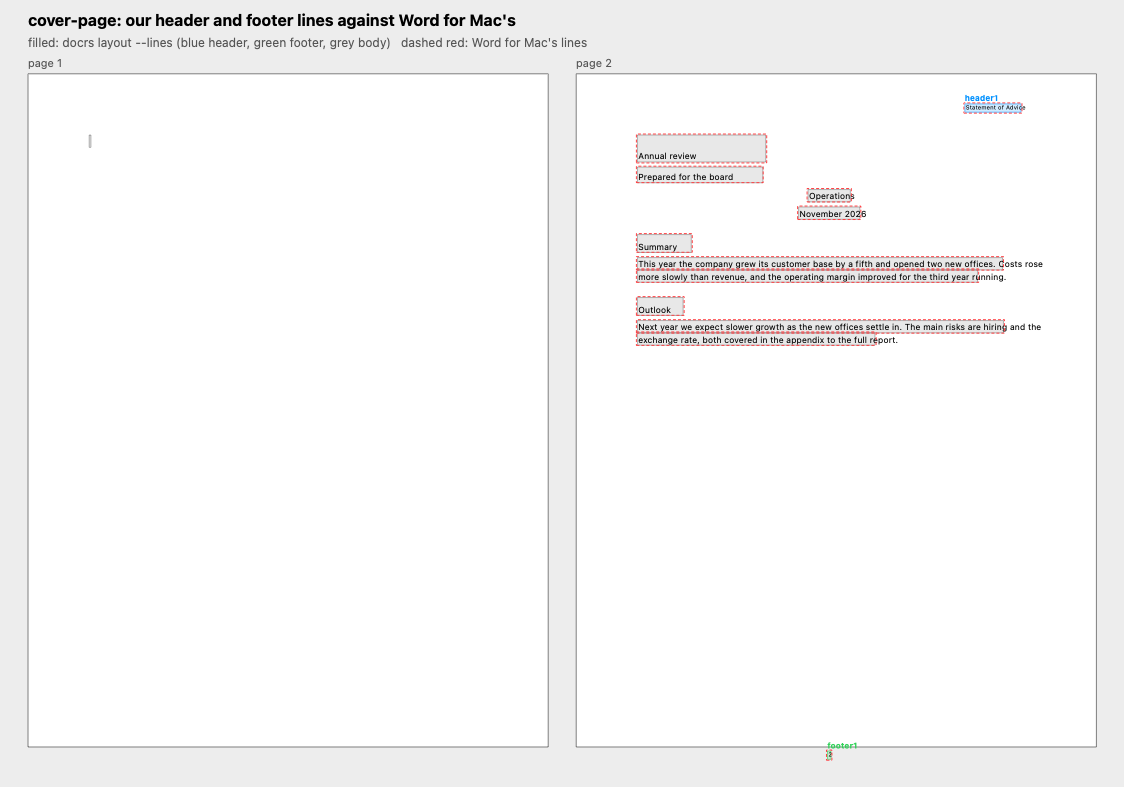 cover-page: our header and footer lines against Word for Mac's
filled: docrs layout --lines (blue header, green footer, grey body)   dashed red: Word for Mac's lines
page 1
page 2
header1
Statement of Advice
Annual review
Prepared for the board
Operations
November 2026
Summary
This year the company grew its customer base by a fifth and opened two new offices. Costs rose
more slowly than revenue, and the operating margin improved for the third year running.
Outlook
Next year we expect slower growth as the new offices settle in. The main risks are hiring and the
exchange rate, both covered in the appendix to the full report.
footer1